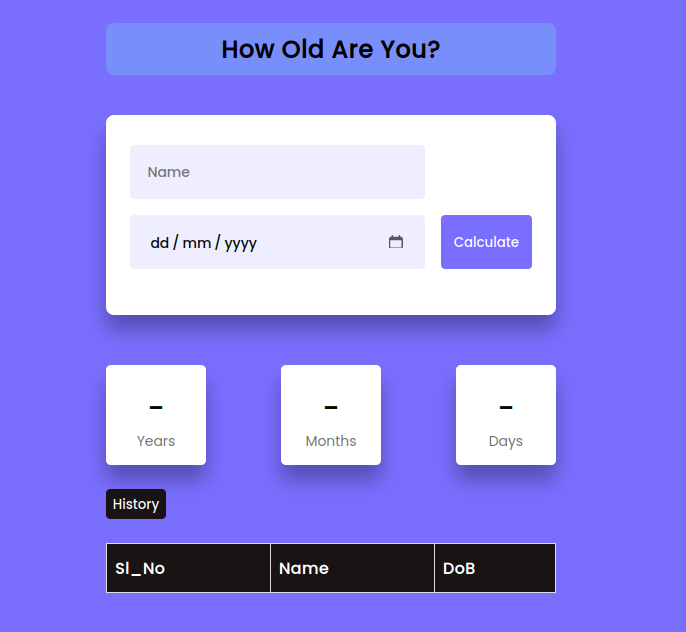 How Old Are You?
Name
dd / mm / yyyy
Calculate
– – –
Years Months Days
History
Sl_No Name DoB